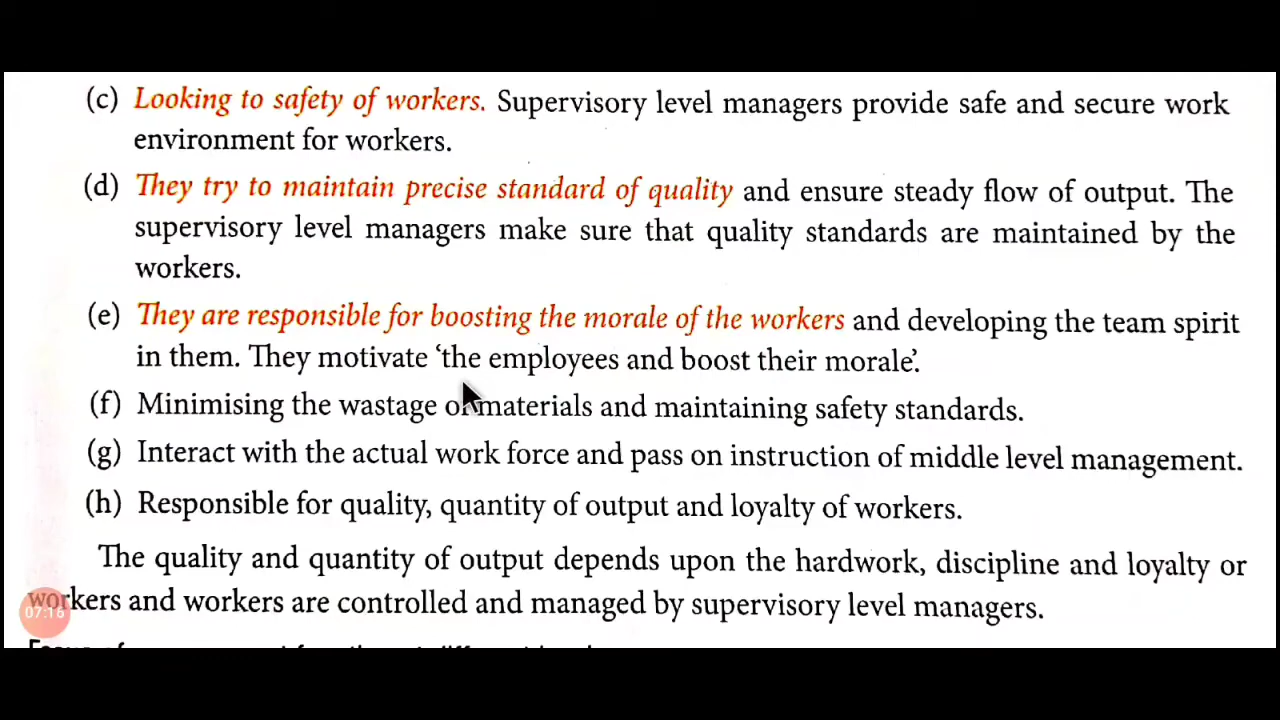 (c) Looking to safety of workers. Supervisory level managers provide safe and secure work
environment for workers.
(d) They try to maintain precise standard of quality and ensure steady flow of output. The
supervisory level managers make sure that quality standards are maintained by the
workers.
(e) They are responsible for boosting the morale of the workers and developing the team spirit
in them. They motivate ‘the employees and boost their morale’.
(f) Minimising the wastage of materials and maintaining safety standards.
(g) Interact with the actual work force and pass on instruction of middle level management.
(h) Responsible for quality, quantity of output and loyalty of workers.
The quality and quantity of output depends upon the hardwork, discipline and loyalty or
workers and workers are controlled and managed by supervisory level managers.
07:16